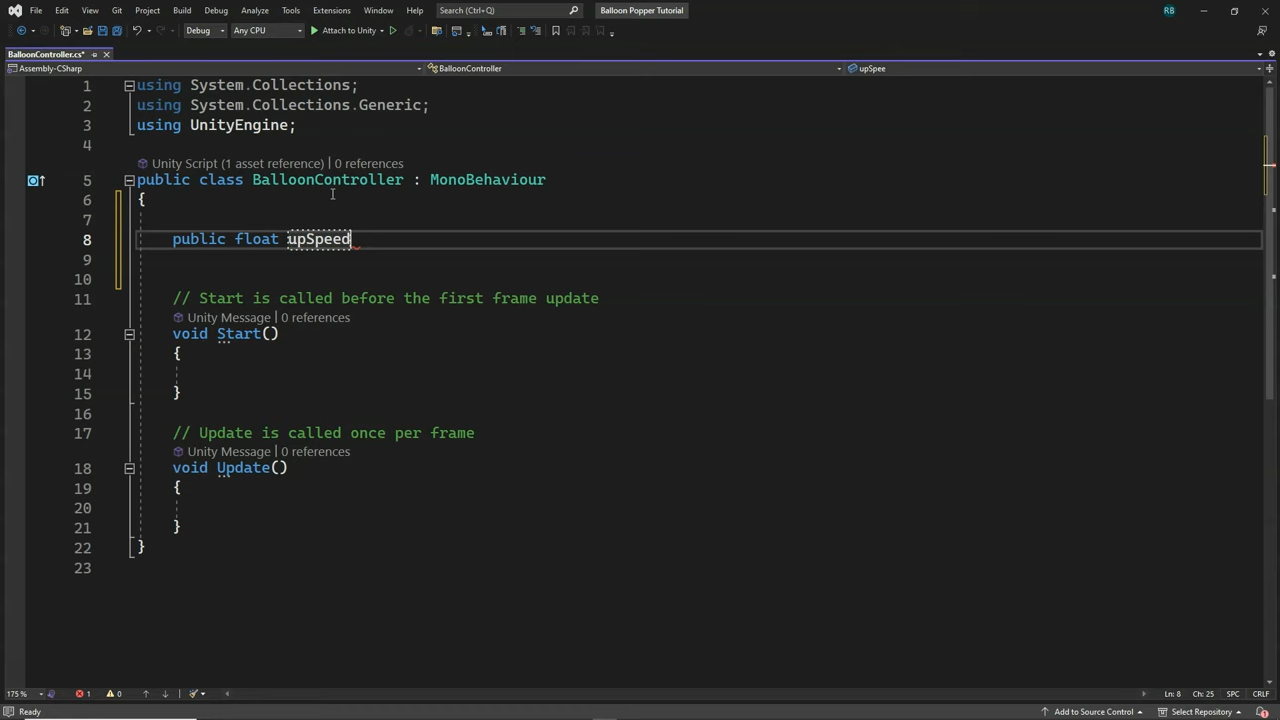 File Edit View Git Project Build Debug Analyze Tools Extensions Window Help Search (Ctrl+Q) Balloon Popper Tutorial RB
Debug Any CPU Attach to Unity
BalloonController.cs*
Assembly-CSharp BalloonController upSpee
1 using System.Collections;
2 using System.Collections.Generic;
3 using UnityEngine;
4
Unity Script (1 asset reference) | 0 references
5 public class BalloonController : MonoBehaviour
6 {
7
8 public float upSpeed
9
10
11 // Start is called before the first frame update
Unity Message | 0 references
12 void Start()
13 {
14
15 }
16
17 // Update is called once per frame
Unity Message | 0 references
18 void Update()
19 {
20
21 }
22 }
23
175 % 1 0 Ln: 8 Ch: 25 SPC CRLF
Ready Add to Source Control Select Repository 1